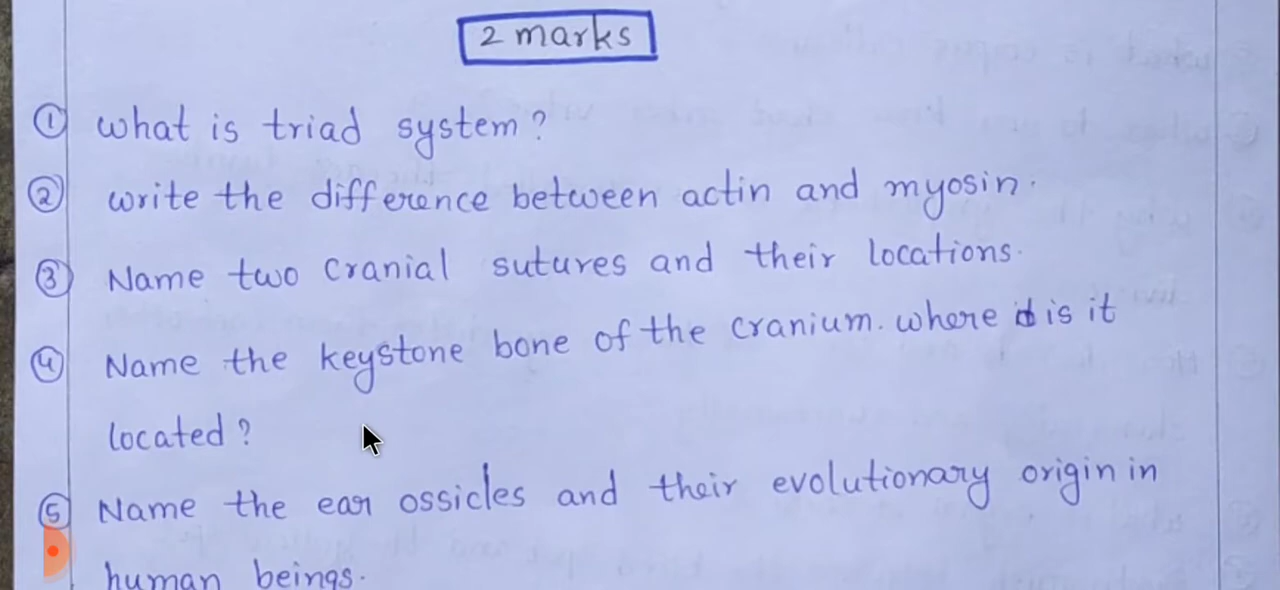 2 marks
① what is triad system?
② write the difference between actin and myosin.
③ Name two cranial sutures and their locations.
④ Name the keystone bone of the cranium. where is it
located?
⑤ Name the ear ossicles and their evolutionary origin in
human beings.